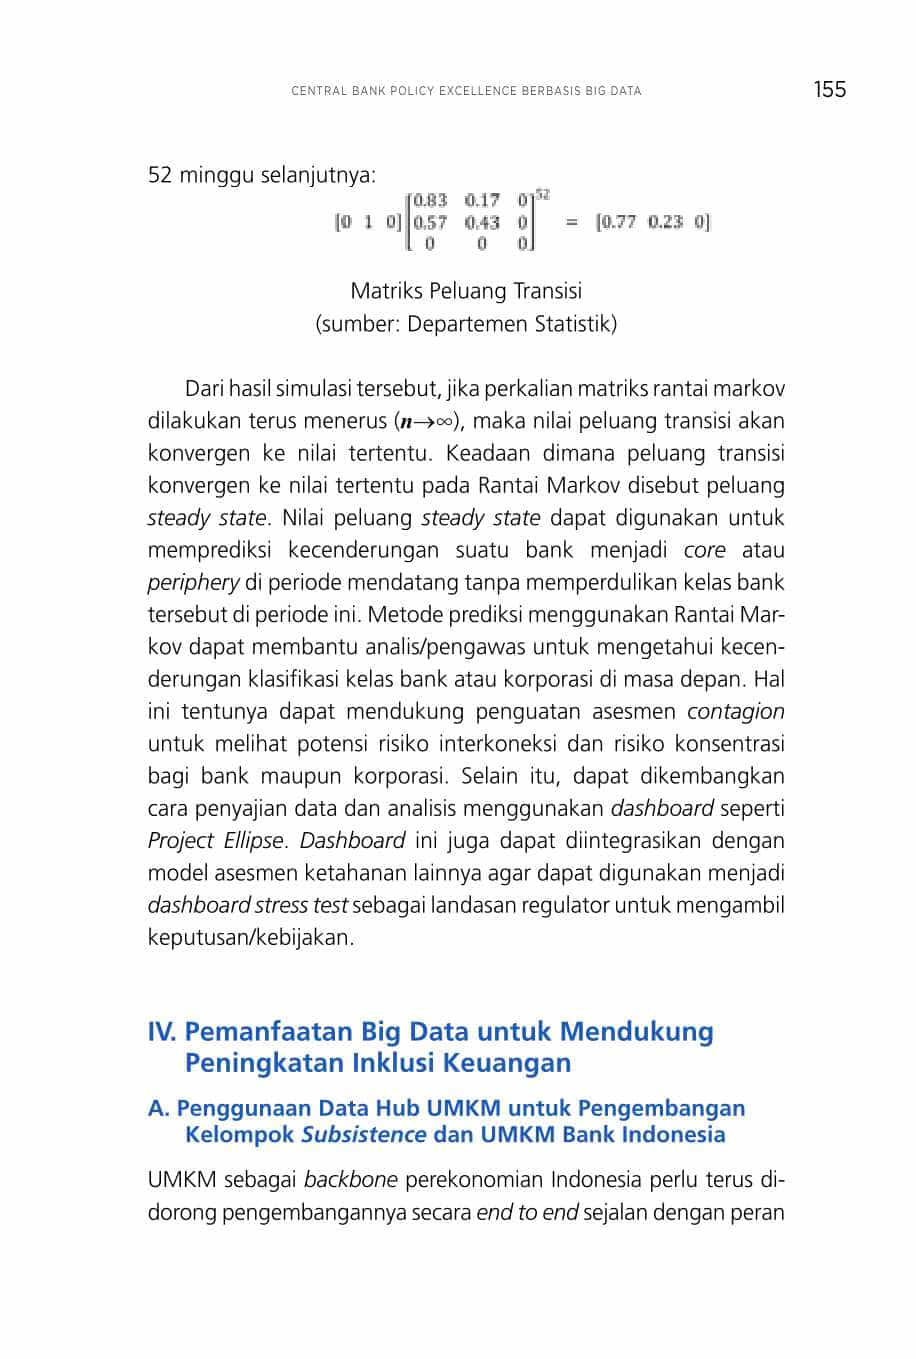 CENTRAL BANK POLICY EXCELLENCE BERBASIS BIG DATA 155
52 minggu selanjutnya:
[0 1 0] [0.83 0.17 0
0.57 0.43 0
0 0 0]^52 = [0.77 0.23 0]
Matriks Peluang Transisi
(sumber: Departemen Statistik)
Dari hasil simulasi tersebut, jika perkalian matriks rantai markov
dilakukan terus menerus (n→∞), maka nilai peluang transisi akan
konvergen ke nilai tertentu. Keadaan dimana peluang transisi
konvergen ke nilai tertentu pada Rantai Markov disebut peluang
steady state. Nilai peluang steady state dapat digunakan untuk
memprediksi kecenderungan suatu bank menjadi core atau
periphery di periode mendatang tanpa memperdulikan kelas bank
tersebut di periode ini. Metode prediksi menggunakan Rantai Mar-
kov dapat membantu analis/pengawas untuk mengetahui kecen-
derungan klasifikasi kelas bank atau korporasi di masa depan. Hal
ini tentunya dapat mendukung penguatan asesmen contagion
untuk melihat potensi risiko interkoneksi dan risiko konsentrasi
bagi bank maupun korporasi. Selain itu, dapat dikembangkan
cara penyajian data dan analisis menggunakan dashboard seperti
Project Ellipse. Dashboard ini juga dapat diintegrasikan dengan
model asesmen ketahanan lainnya agar dapat digunakan menjadi
dashboard stress test sebagai landasan regulator untuk mengambil
keputusan/kebijakan.
IV. Pemanfaatan Big Data untuk Mendukung
Peningkatan Inklusi Keuangan
A. Penggunaan Data Hub UMKM untuk Pengembangan
Kelompok Subsistence dan UMKM Bank Indonesia
UMKM sebagai backbone perekonomian Indonesia perlu terus di-
dorong pengembangannya secara end to end sejalan dengan peran